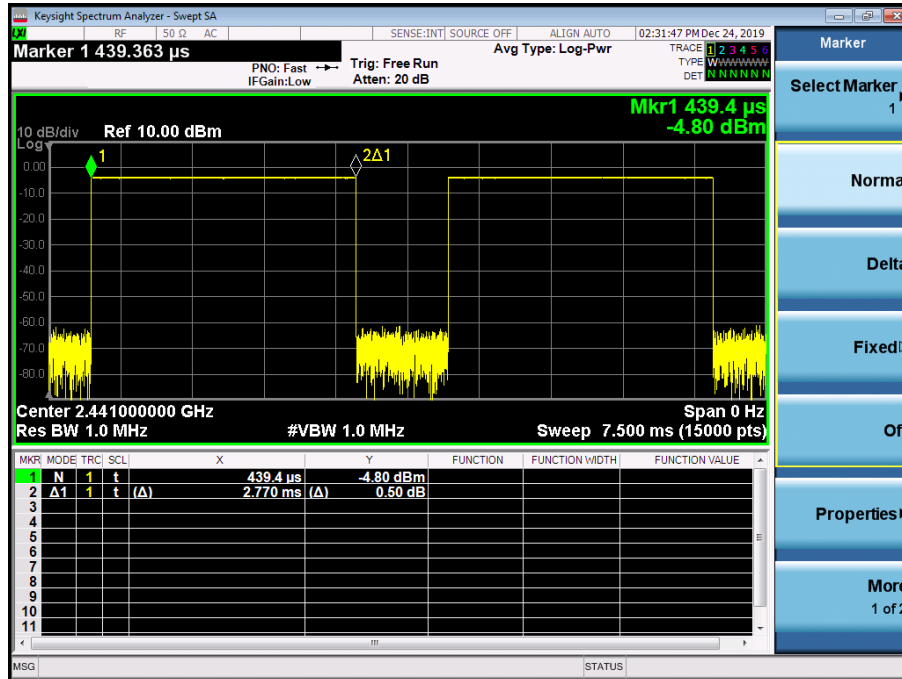 Keysight Spectrum Analyzer - Swept SA
LXI RF 50 Ω AC SENSE:INT SOURCE OFF ALIGN AUTO 02:31:47 PM Dec 24, 2019
Marker 1 439.363 µs
PNO: Fast
IFGain:Low
Trig: Free Run
Atten: 20 dB
Avg Type: Log-Pwr
TRACE 1 2 3 4 5 6
TYPE WWWWWWW
DET N N N N N N
Mkr1 439.4 µs
-4.80 dBm
10 dB/div Ref 10.00 dBm
Log
1
2Δ1
0.00
-10.0
-20.0
-30.0
-40.0
-50.0
-60.0
-70.0
-80.0
Center 2.441000000 GHz Span 0 Hz
Res BW 1.0 MHz #VBW 1.0 MHz Sweep 7.500 ms (15000 pts)
MKR MODE TRC SCL X Y FUNCTION FUNCTION WIDTH FUNCTION VALUE
1 N 1 t 439.4 µs -4.80 dBm
2 Δ1 1 t (Δ) 2.770 ms (Δ) 0.50 dB
3
4
5
6
7
8
9
10
11
MSG STATUS
Marker
Select Marker
1
Norma
Delta
Fixed
Of
Properties
More
1 of 2